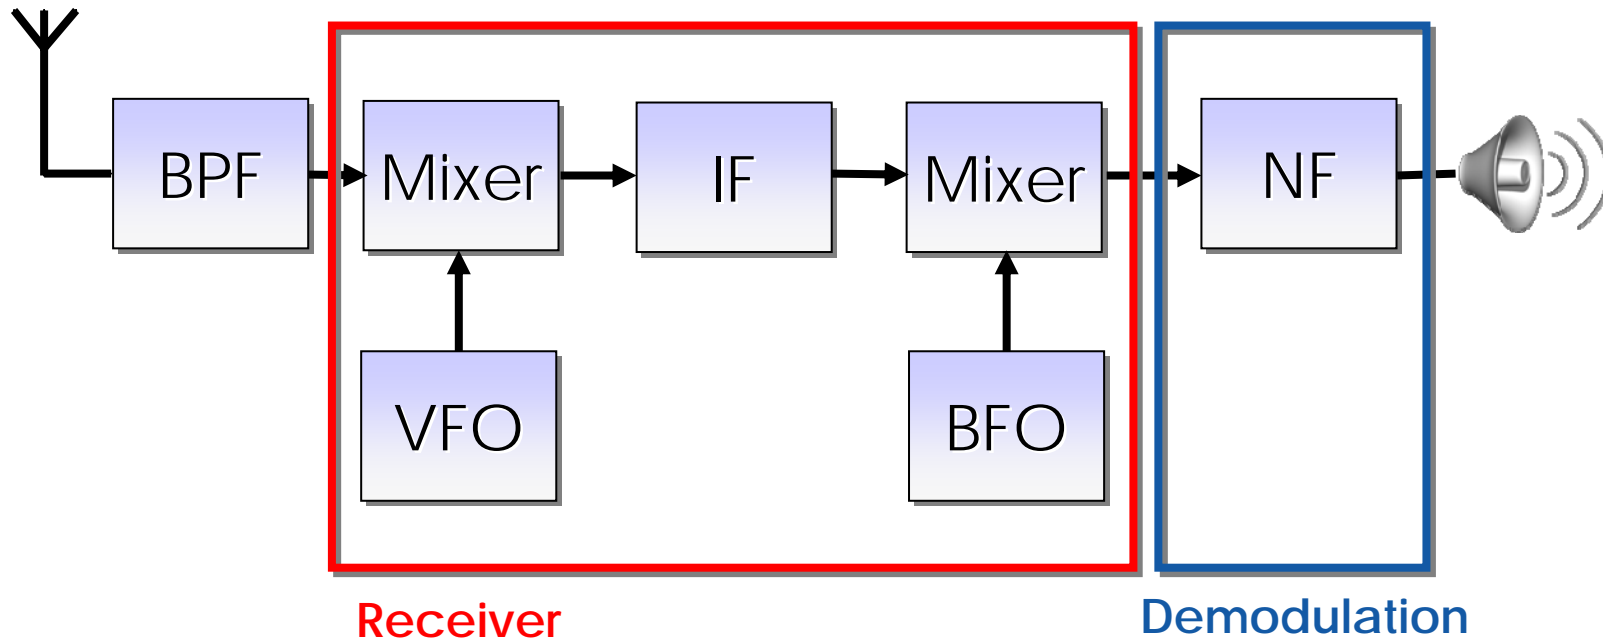 BPF
Mixer
IF
Mixer
NF
VFO
BFO
Receiver
Demodulation